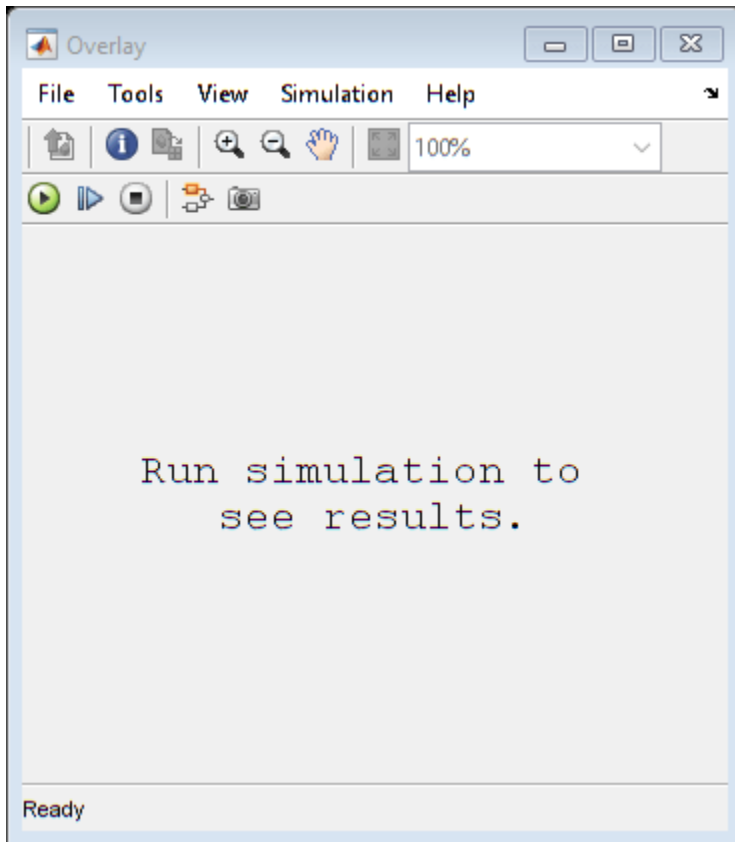 Overlay
File Tools View Simulation Help
100%
Run simulation to
see results.
Ready